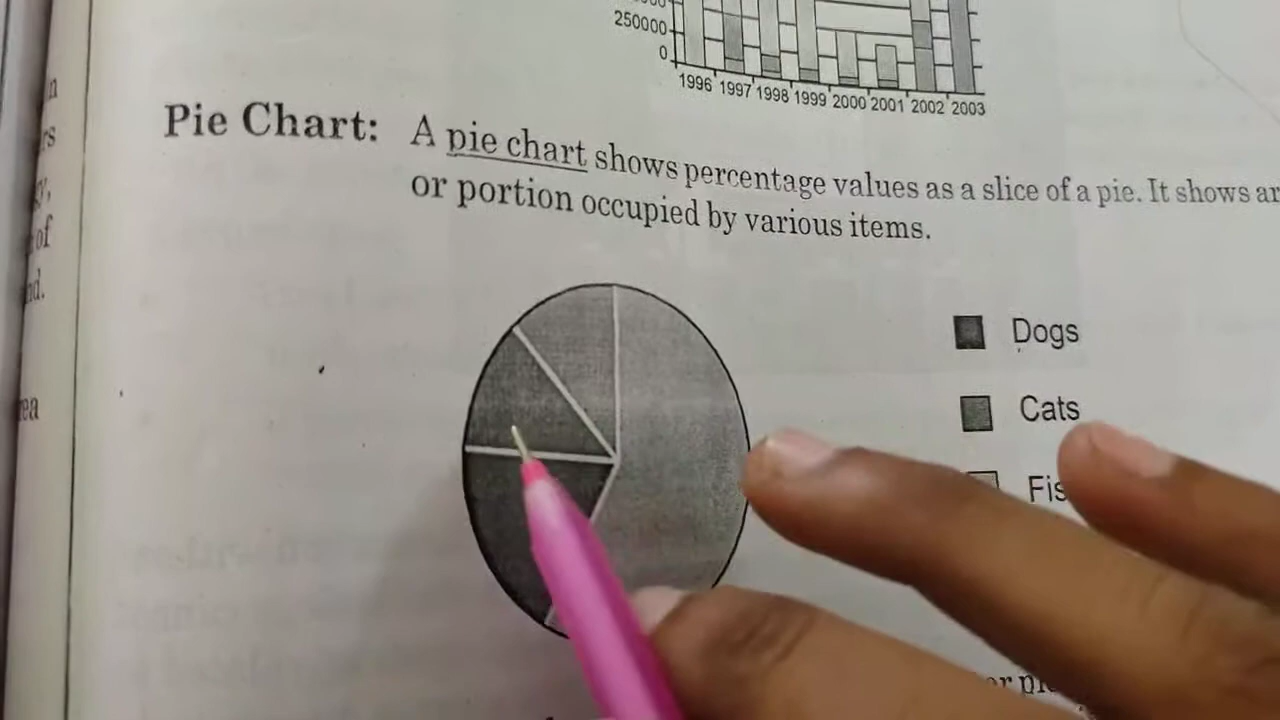 250000
0
1996 1997 1998 1999 2000 2001 2002 2003
Pie Chart: A pie chart shows percentage values as a slice of a pie. It shows
or portion occupied by various items.
Dogs
Cats
of